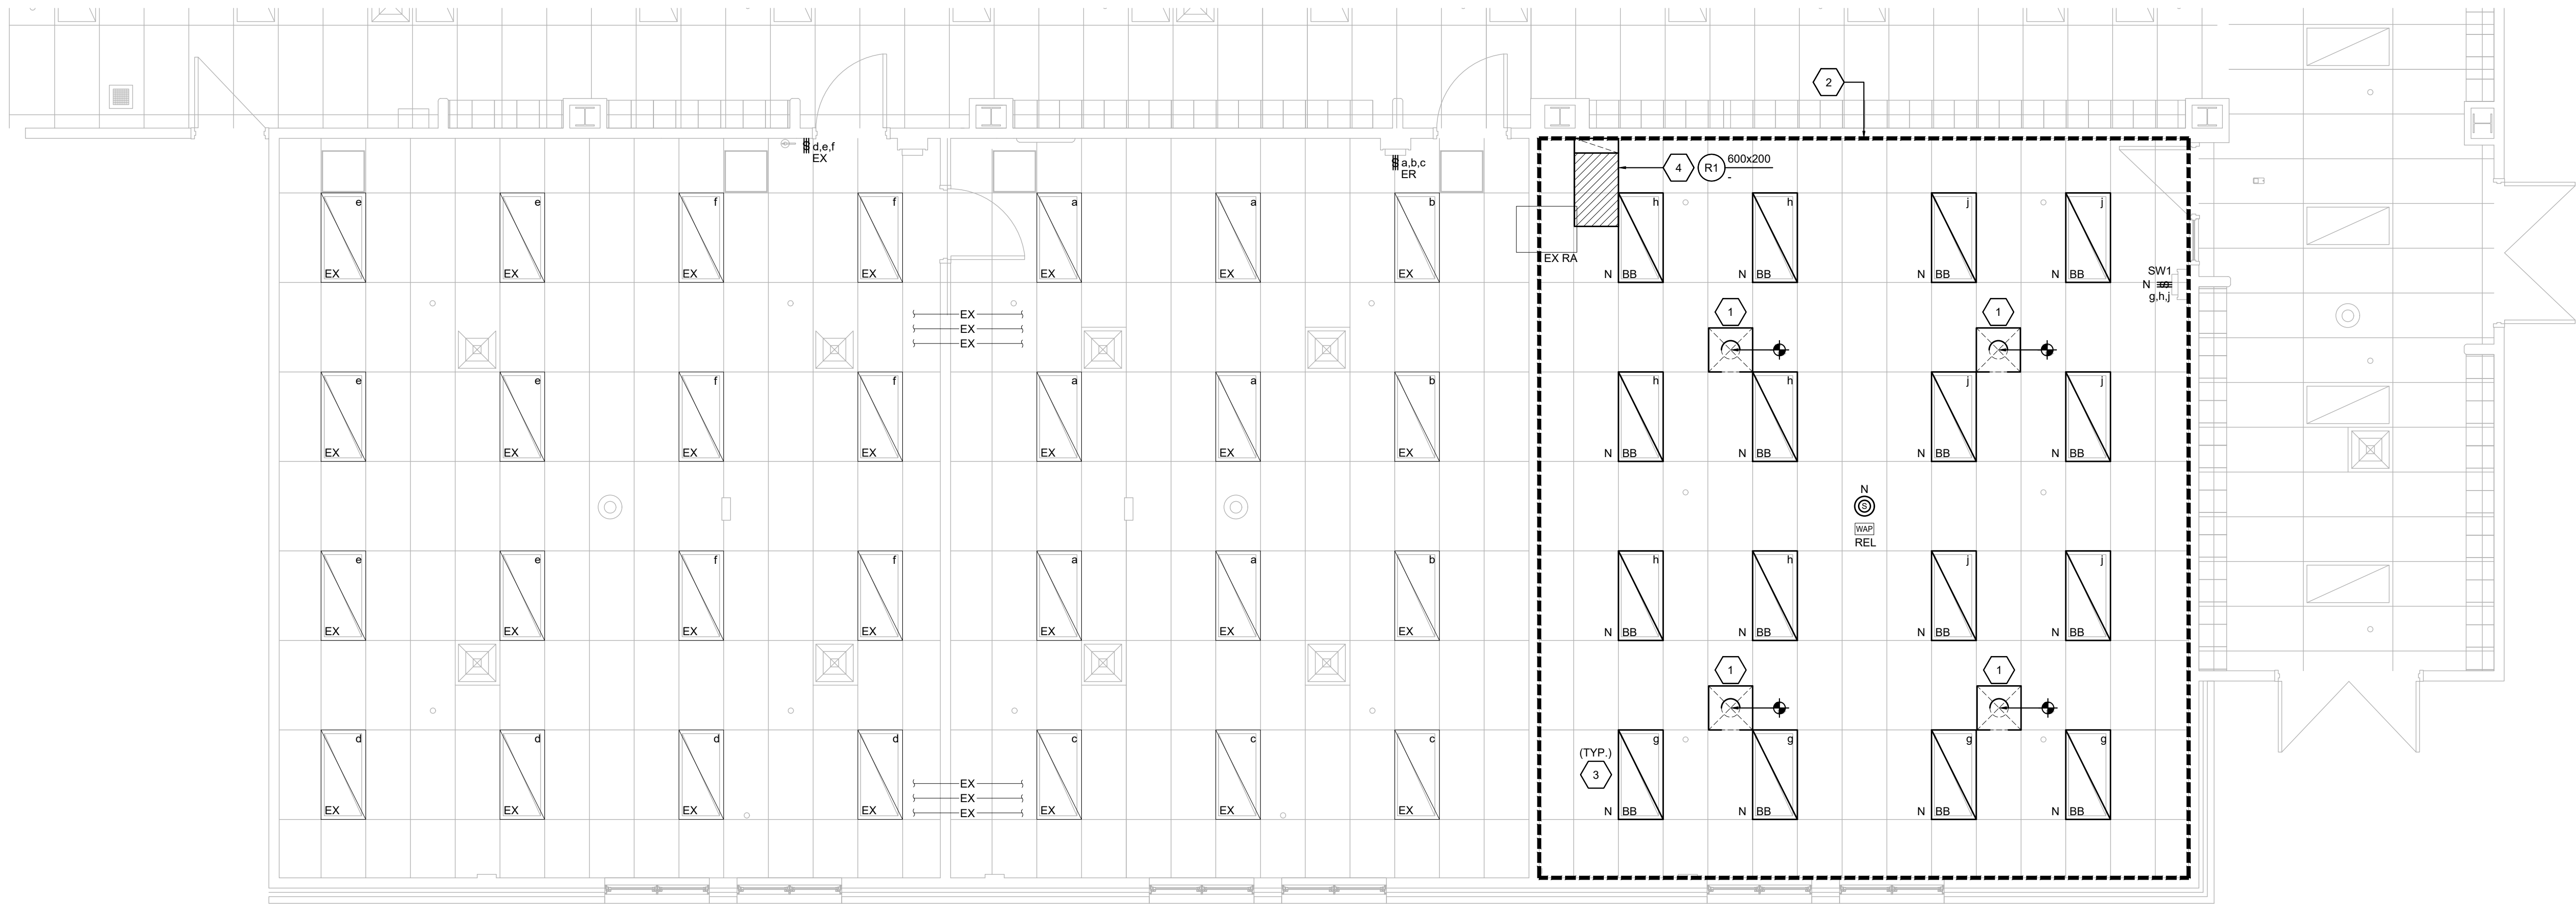 2
d,e,f
EX
a,b,c
ER
4 R1 600x200
-
e e f f a a b h h j j
EX RA
EX EX EX EX EX EX EX N BB N BB N BB N BB
SW1
N
g,h,j
EX
EX
EX
1 1
e e f f a a b h h j j
EX EX EX EX EX EX EX N BB N BB N BB N BB
N
S
WAP
REL
e e f f a a b h h j j
EX EX EX EX EX EX EX N BB N BB N BB N BB
1 1
d d d d c c c g g g g
(TYP.)
3
EX
EX
EX
EX EX EX EX EX EX EX N BB N BB N BB N BB